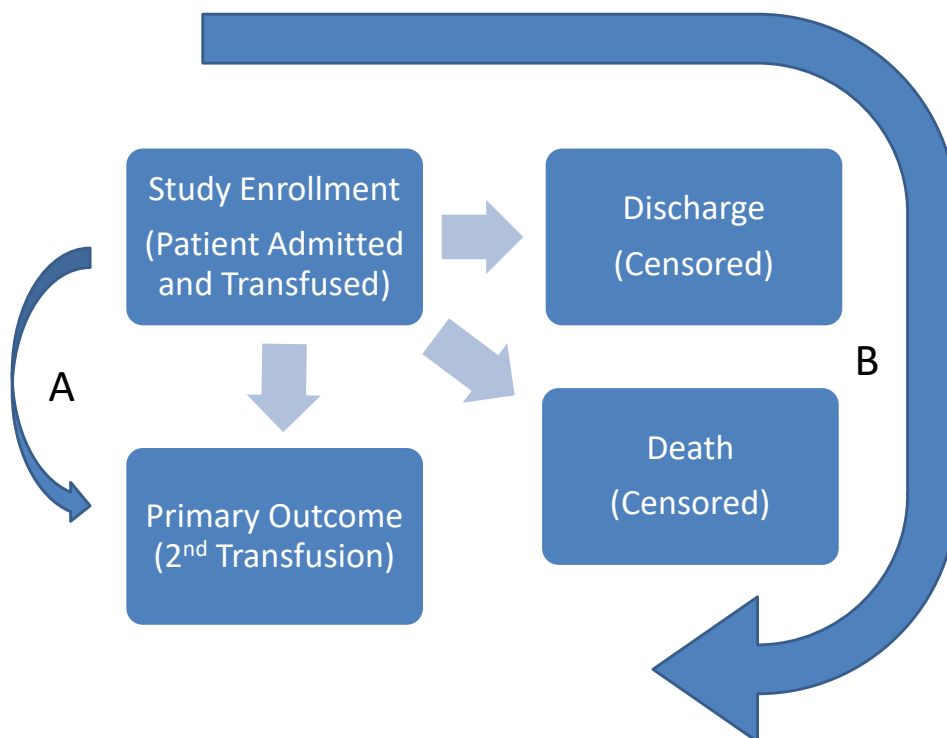 Study Enrollment
(Patient Admitted
and Transfused)
Discharge
(Censored)
A
B
Death
(Censored)
Primary Outcome
(2nd Transfusion)